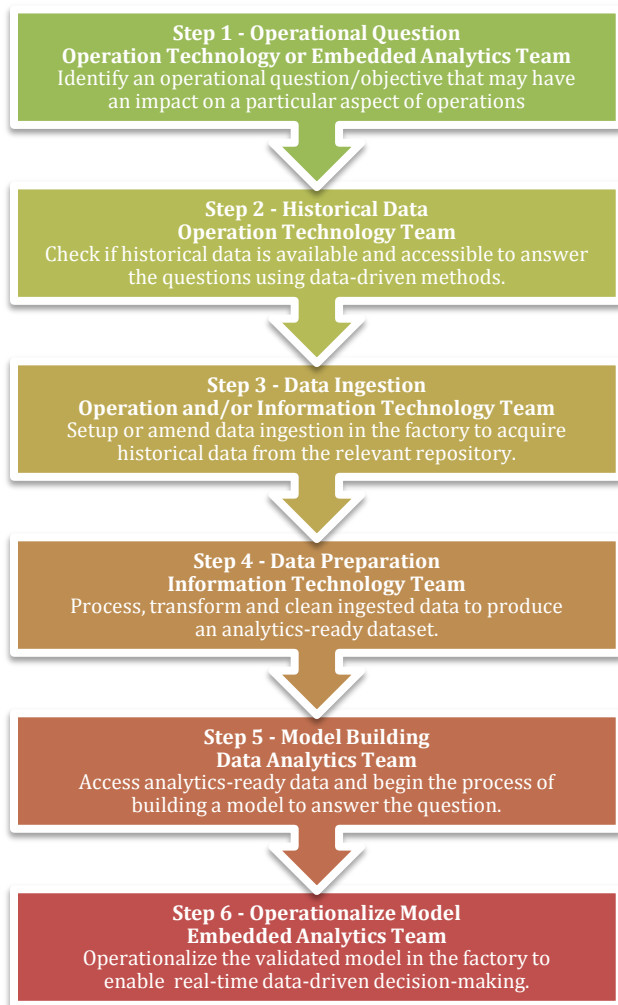 Step 1 - Operational Question
Operation Technology or Embedded Analytics Team
Identify an operational question/objective that may have
an impact on a particular aspect of operations
Step 2 - Historical Data
Operation Technology Team
Check if historical data is available and accessible to answer
the questions using data-driven methods.
Step 3 - Data Ingestion
Operation and/or Information Technology Team
Setup or amend data ingestion in the factory to acquire
historical data from the relevant repository.
Step 4 - Data Preparation
Information Technology Team
Process, transform and clean ingested data to produce
an analytics-ready dataset.
Step 5 - Model Building
Data Analytics Team
Access analytics-ready data and begin the process of
building a model to answer the question.
Step 6 - Operationalize Model
Embedded Analytics Team
Operationalize the validated model in the factory to
enable real-time data-driven decision-making.